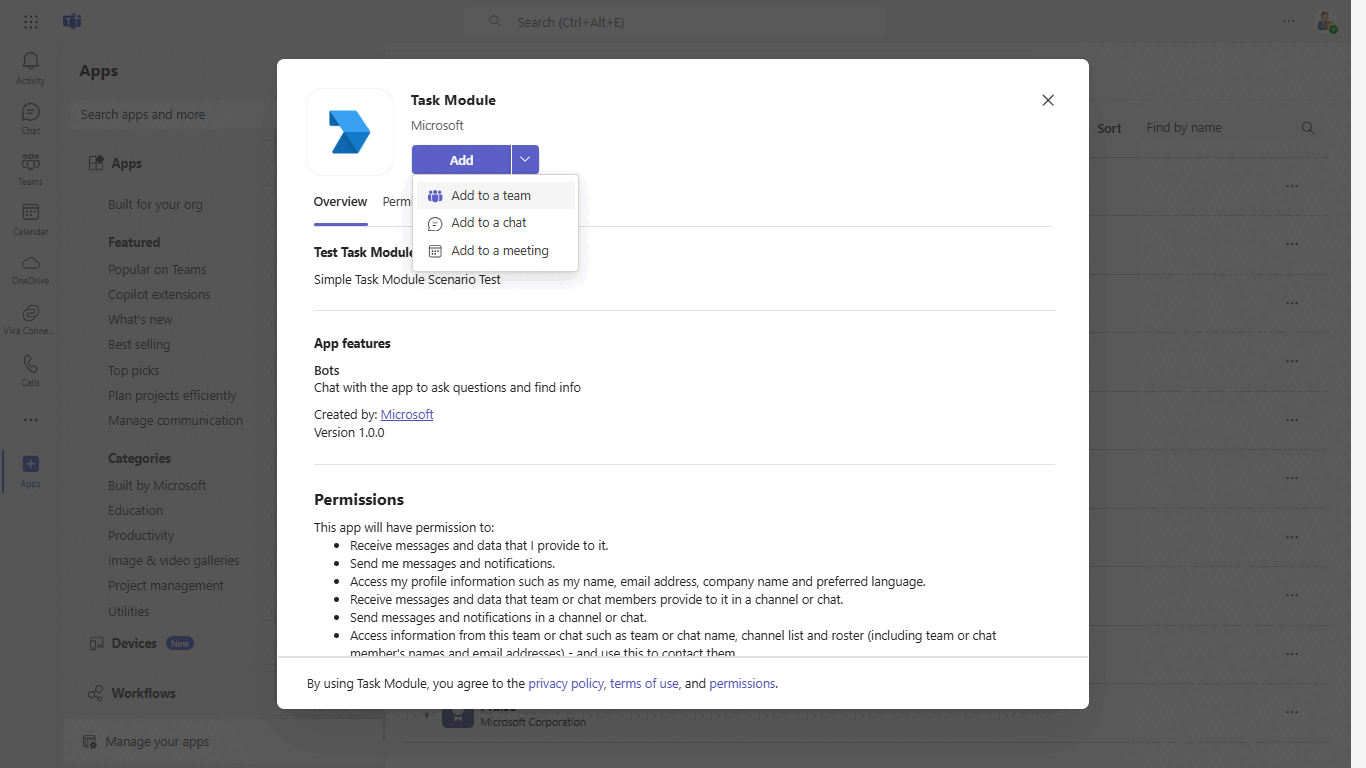 Search (Ctrl+Alt+E)
Activity
Chat
Teams
Calendar
OneDrive
Viva Conne...
Calls
Apps
Apps
Search apps and more
Apps
Built for your org
Featured
Popular on Teams
Copilot extensions
What's new
Best selling
Top picks
Plan projects efficiently
Manage communication
Categories
Built by Microsoft
Education
Productivity
Image & video galleries
Project management
Utilities
Devices New
Workflows
Manage your apps
Sort Find by name
Task Module
Microsoft
Add
Add to a team
Add to a chat
Add to a meeting
Overview
Test Task Module
Simple Task Module Scenario Test
App features
Bots
Chat with the app to ask questions and find info
Created by: Microsoft
Version 1.0.0
Permissions
This app will have permission to:
• Receive messages and data that I provide to it.
• Send me messages and notifications.
• Access my profile information such as my name, email address, company name and preferred language.
• Receive messages and data that team or chat members provide to it in a channel or chat.
• Send messages and notifications in a channel or chat.
• Access information from this team or chat such as team or chat name, channel list and roster (including team or chat
member's names and email addresses) - and use this to contact them.
By using Task Module, you agree to the privacy policy, terms of use, and permissions.
Microsoft Corporation